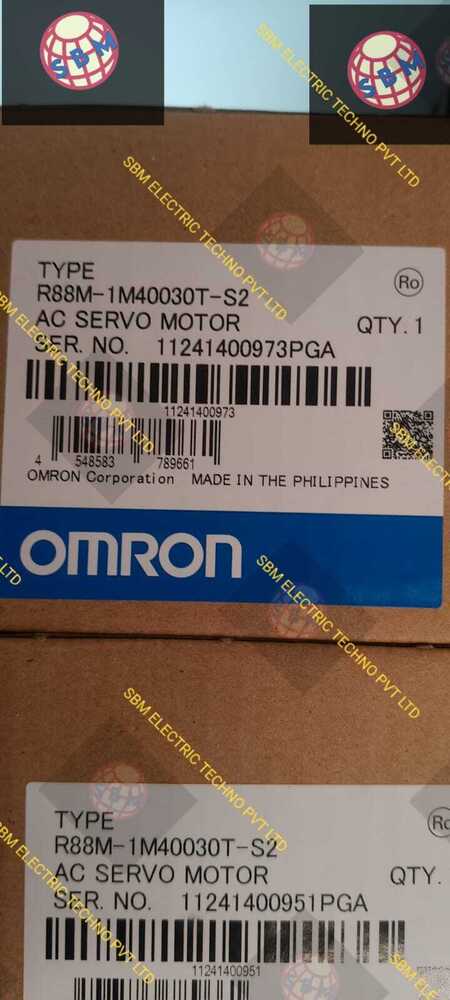 SBM
SBM
SBM ELECTRIC TECHNO PVT LTD
SBM ELECTRIC TECHNO PVT LTD
TYPE
R88M-1M40030T-S2
AC SERVO MOTOR
QTY. 1
SER. NO. 11241400973PGA
Ro
11241400973
4 548583 789661
OMRON Corporation MADE IN THE PHILIPPINES
OMRON
SBM ELECTRIC TECHNO PVT LTD
SBM ELECTRIC TECHNO PVT LTD
TYPE
R88M-1M40030T-S2
AC SERVO MOTOR
QTY.
SER. NO. 11241400951PGA
11241400951